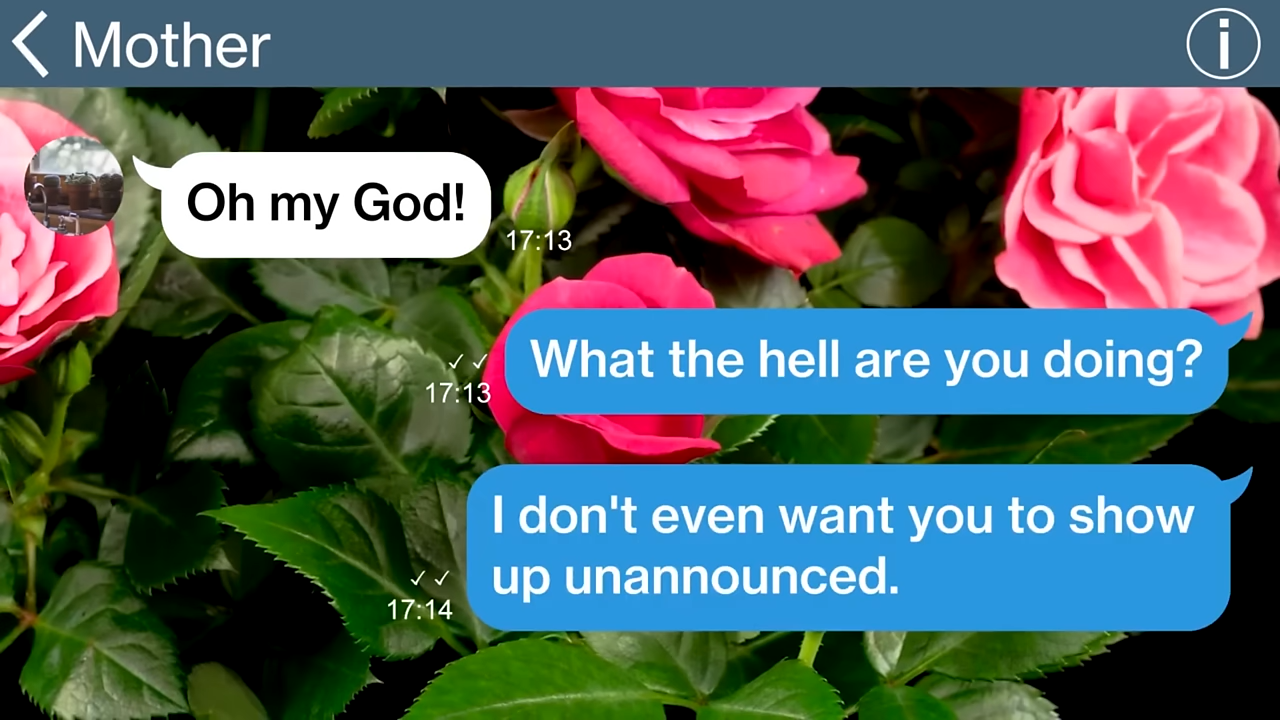 Mother
Oh my God!
17:13
What the hell are you doing?
17:13
I don't even want you to show
up unannounced.
17:14